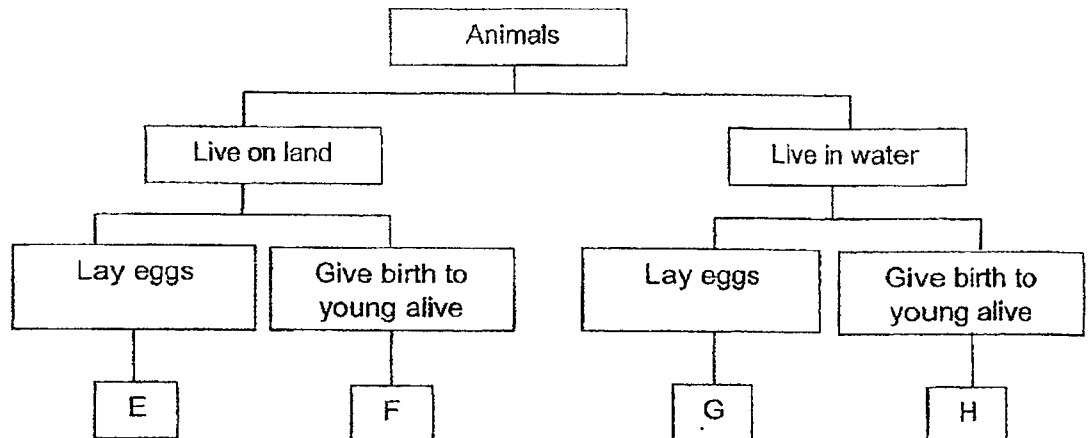 Animals
Live on land
Live in water
Lay eggs
Give birth to
young alive
Lay eggs
Give birth to
young alive
E
F
G
H